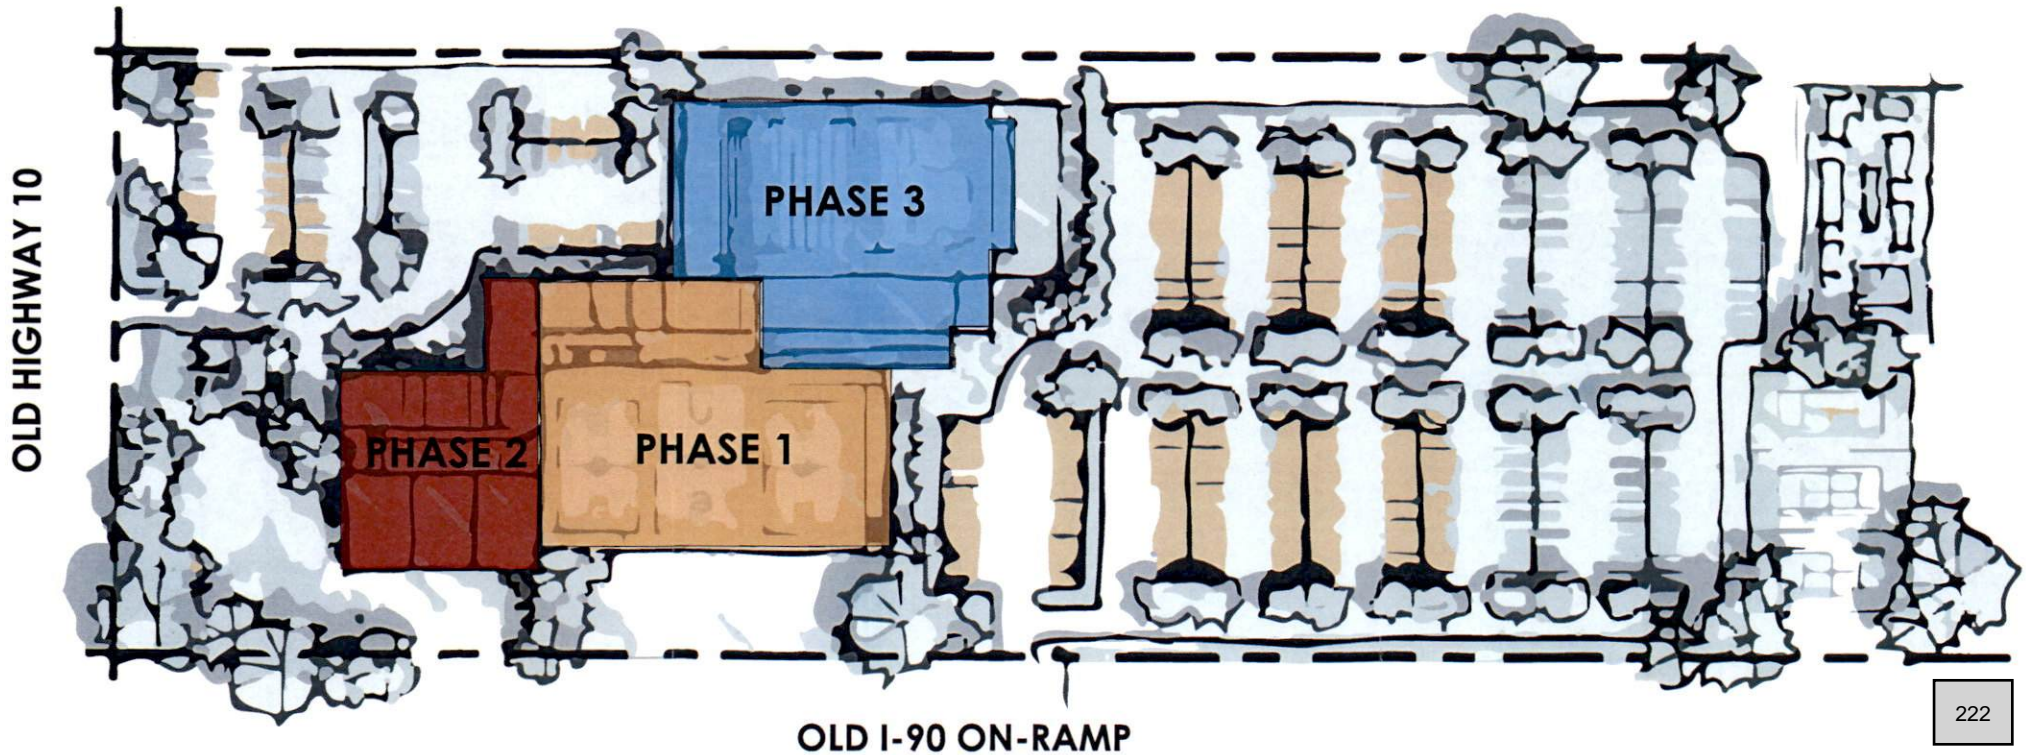 PHASE 3
OLD HIGHWAY 10
PHASE 2
PHASE 1
222
OLD I-90 ON-RAMP